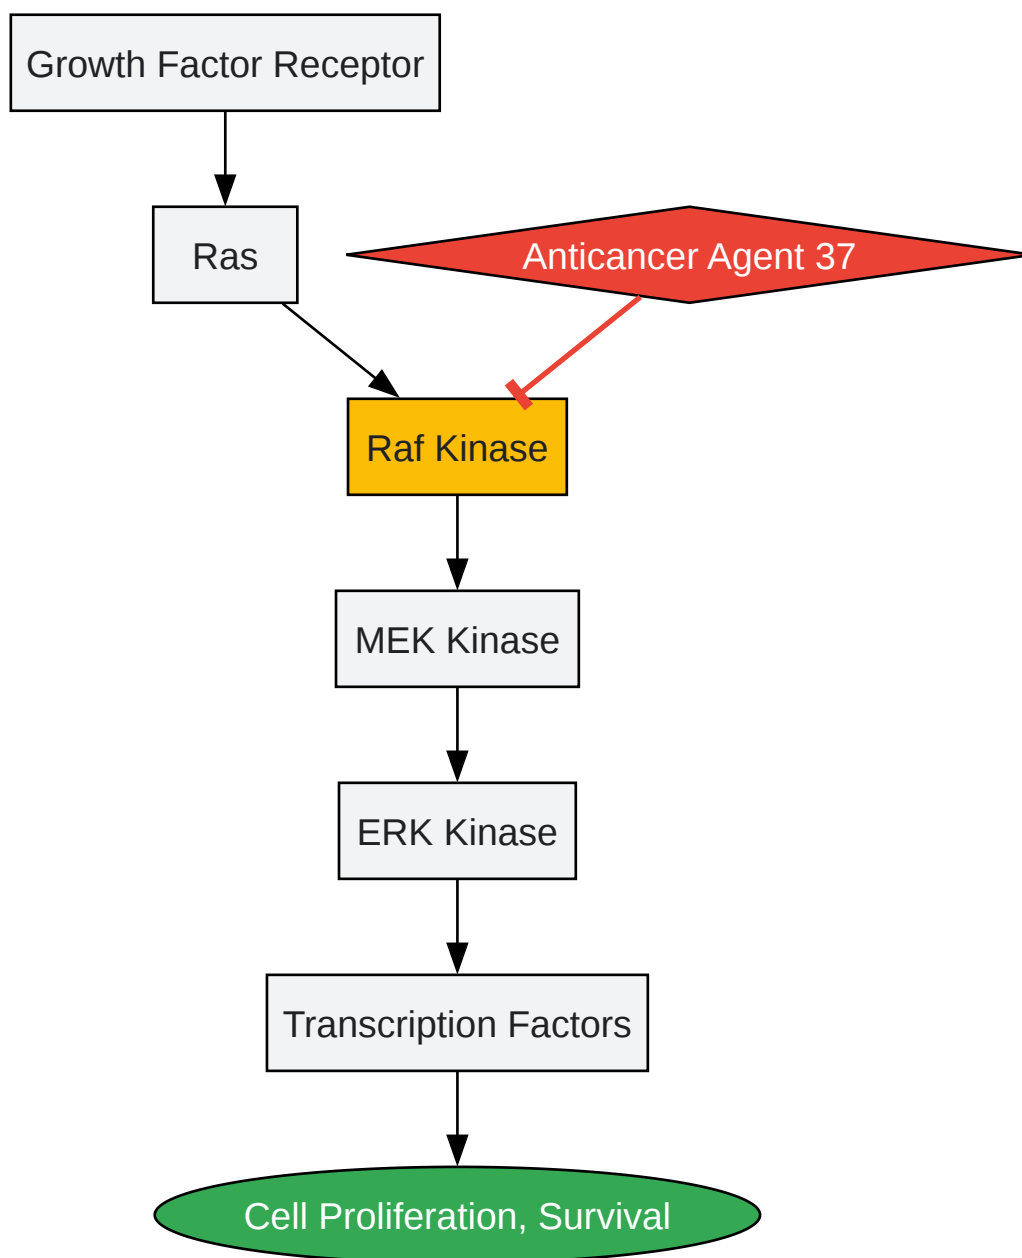 Growth Factor Receptor
Ras
Anticancer Agent 37
Raf Kinase
MEK Kinase
ERK Kinase
Transcription Factors
Cell Proliferation, Survival